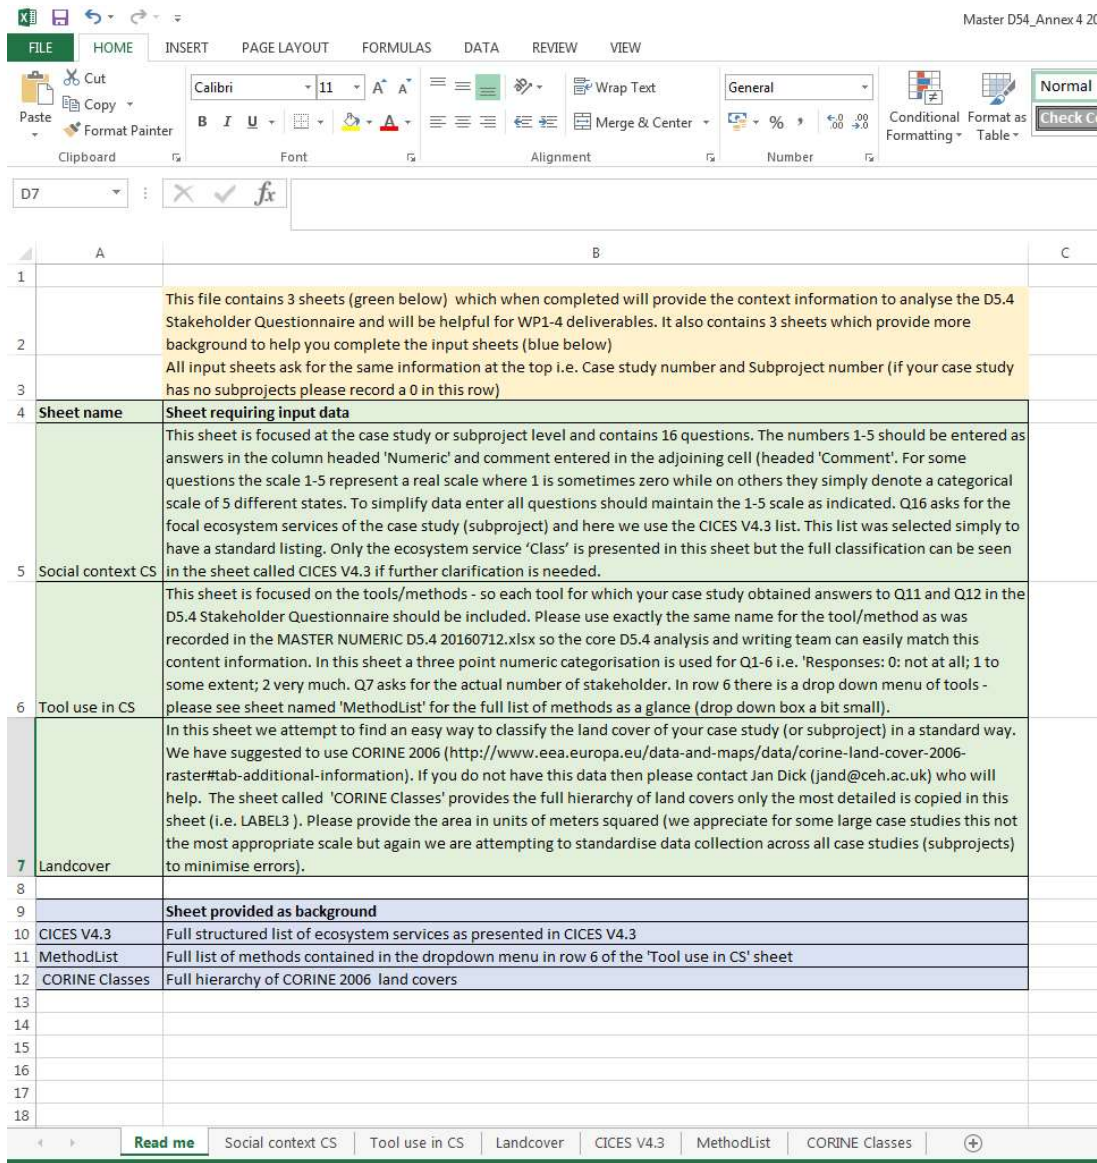 Master D54_Annex 4 20
FILE HOME INSERT PAGE LAYOUT FORMULAS DATA REVIEW VIEW
Cut
Copy
Format Painter
Paste
Calibri 11
Wrap Text
Merge & Center
General
Conditional Formatting
Format as Table
Normal
Check Ce
Clipboard Font Alignment Number
D7
fx
A B C
1
This file contains 3 sheets (green below) which when completed will provide the context information to analyse the D5.4
Stakeholder Questionnaire and will be helpful for WP1-4 deliverables. It also contains 3 sheets which provide more
2 background to help you complete the input sheets (blue below)
All input sheets ask for the same information at the top i.e. Case study number and Subproject number (if your case study
3 has no subprojects please record a 0 in this row)
4 Sheet name Sheet requiring input data
This sheet is focused at the case study or subproject level and contains 16 questions. The numbers 1-5 should be entered as
answers in the column headed 'Numeric' and comment entered in the adjoining cell (headed 'Comment'. For some
questions the scale 1-5 represent a real scale where 1 is sometimes zero while on others they simply denote a categorical
scale of 5 different states. To simplify data enter all questions should maintain the 1-5 scale as indicated. Q16 asks for the
focal ecosystem services of the case study (subproject) and here we use the CICES V4.3 list. This list was selected simply to
have a standard listing. Only the ecosystem service ‘Class’ is presented in this sheet but the full classification can be seen
5 Social context CS in the sheet called CICES V4.3 if further clarification is needed.
This sheet is focused on the tools/methods - so each tool for which your case study obtained answers to Q11 and Q12 in the
D5.4 Stakeholder Questionnaire should be included. Please use exactly the same name for the tool/method as was
recorded in the MASTER NUMERIC D5.4 20160712.xlsx so the core D5.4 analysis and writing team can easily match this
content information. In this sheet a three point numeric categorisation is used for Q1-6 i.e. 'Responses: 0: not at all; 1 to
some extent; 2 very much. Q7 asks for the actual number of stakeholder. In row 6 there is a drop down menu of tools -
6 Tool use in CS please see sheet named 'MethodList' for the full list of methods as a glance (drop down box a bit small).
In this sheet we attempt to find an easy way to classify the land cover of your case study (or subproject) in a standard way.
We have suggested to use CORINE 2006 (http://www.eea.europa.eu/data-and-maps/data/corine-land-cover-2006-
raster#tab-additional-information). If you do not have this data then please contact Jan Dick (jand@ceh.ac.uk) who will
help. The sheet called 'CORINE Classes' provides the full hierarchy of land covers only the most detailed is copied in this
sheet (i.e. LABEL3 ). Please provide the area in units of meters squared (we appreciate for some large case studies this not
the most appropriate scale but again we are attempting to standardise data collection across all case studies (subprojects)
7 Landcover to minimise errors).
8
9 Sheet provided as background
10 CICES V4.3 Full structured list of ecosystem services as presented in CICES V4.3
11 MethodList Full list of methods contained in the dropdown menu in row 6 of the 'Tool use in CS' sheet
12 CORINE Classes Full hierarchy of CORINE 2006 land covers
13
14
15
16
17
18
Read me Social context CS Tool use in CS Landcover CICES V4.3 MethodList CORINE Classes